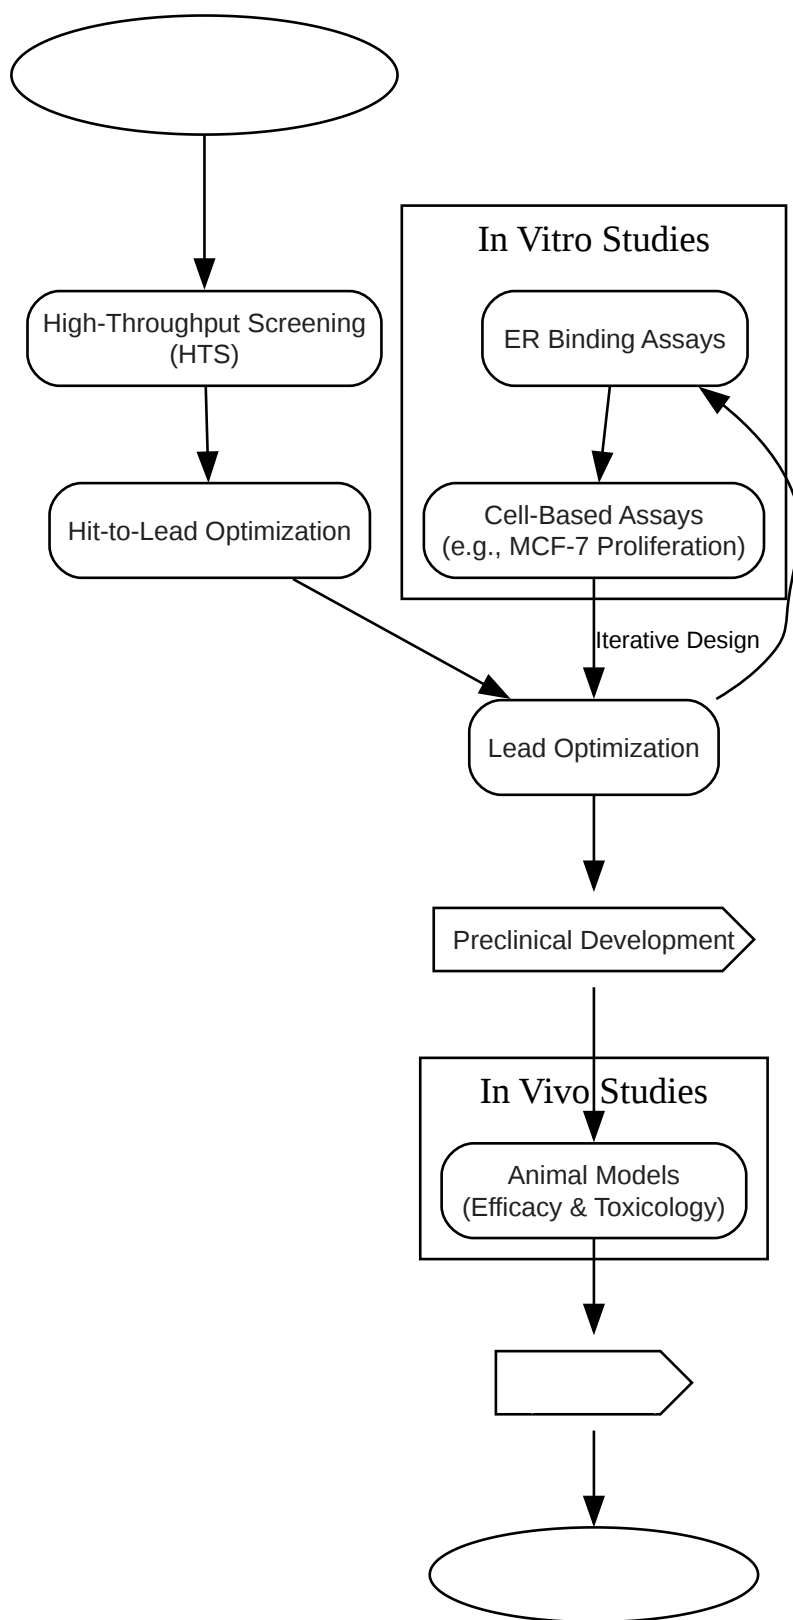 In Vitro Studies
High-Throughput Screening
(HTS)
ER Binding Assays
Hit-to-Lead Optimization
Cell-Based Assays
(e.g., MCF-7 Proliferation)
Iterative Design
Lead Optimization
Preclinical Development
In Vivo Studies
Animal Models
(Efficacy & Toxicology)